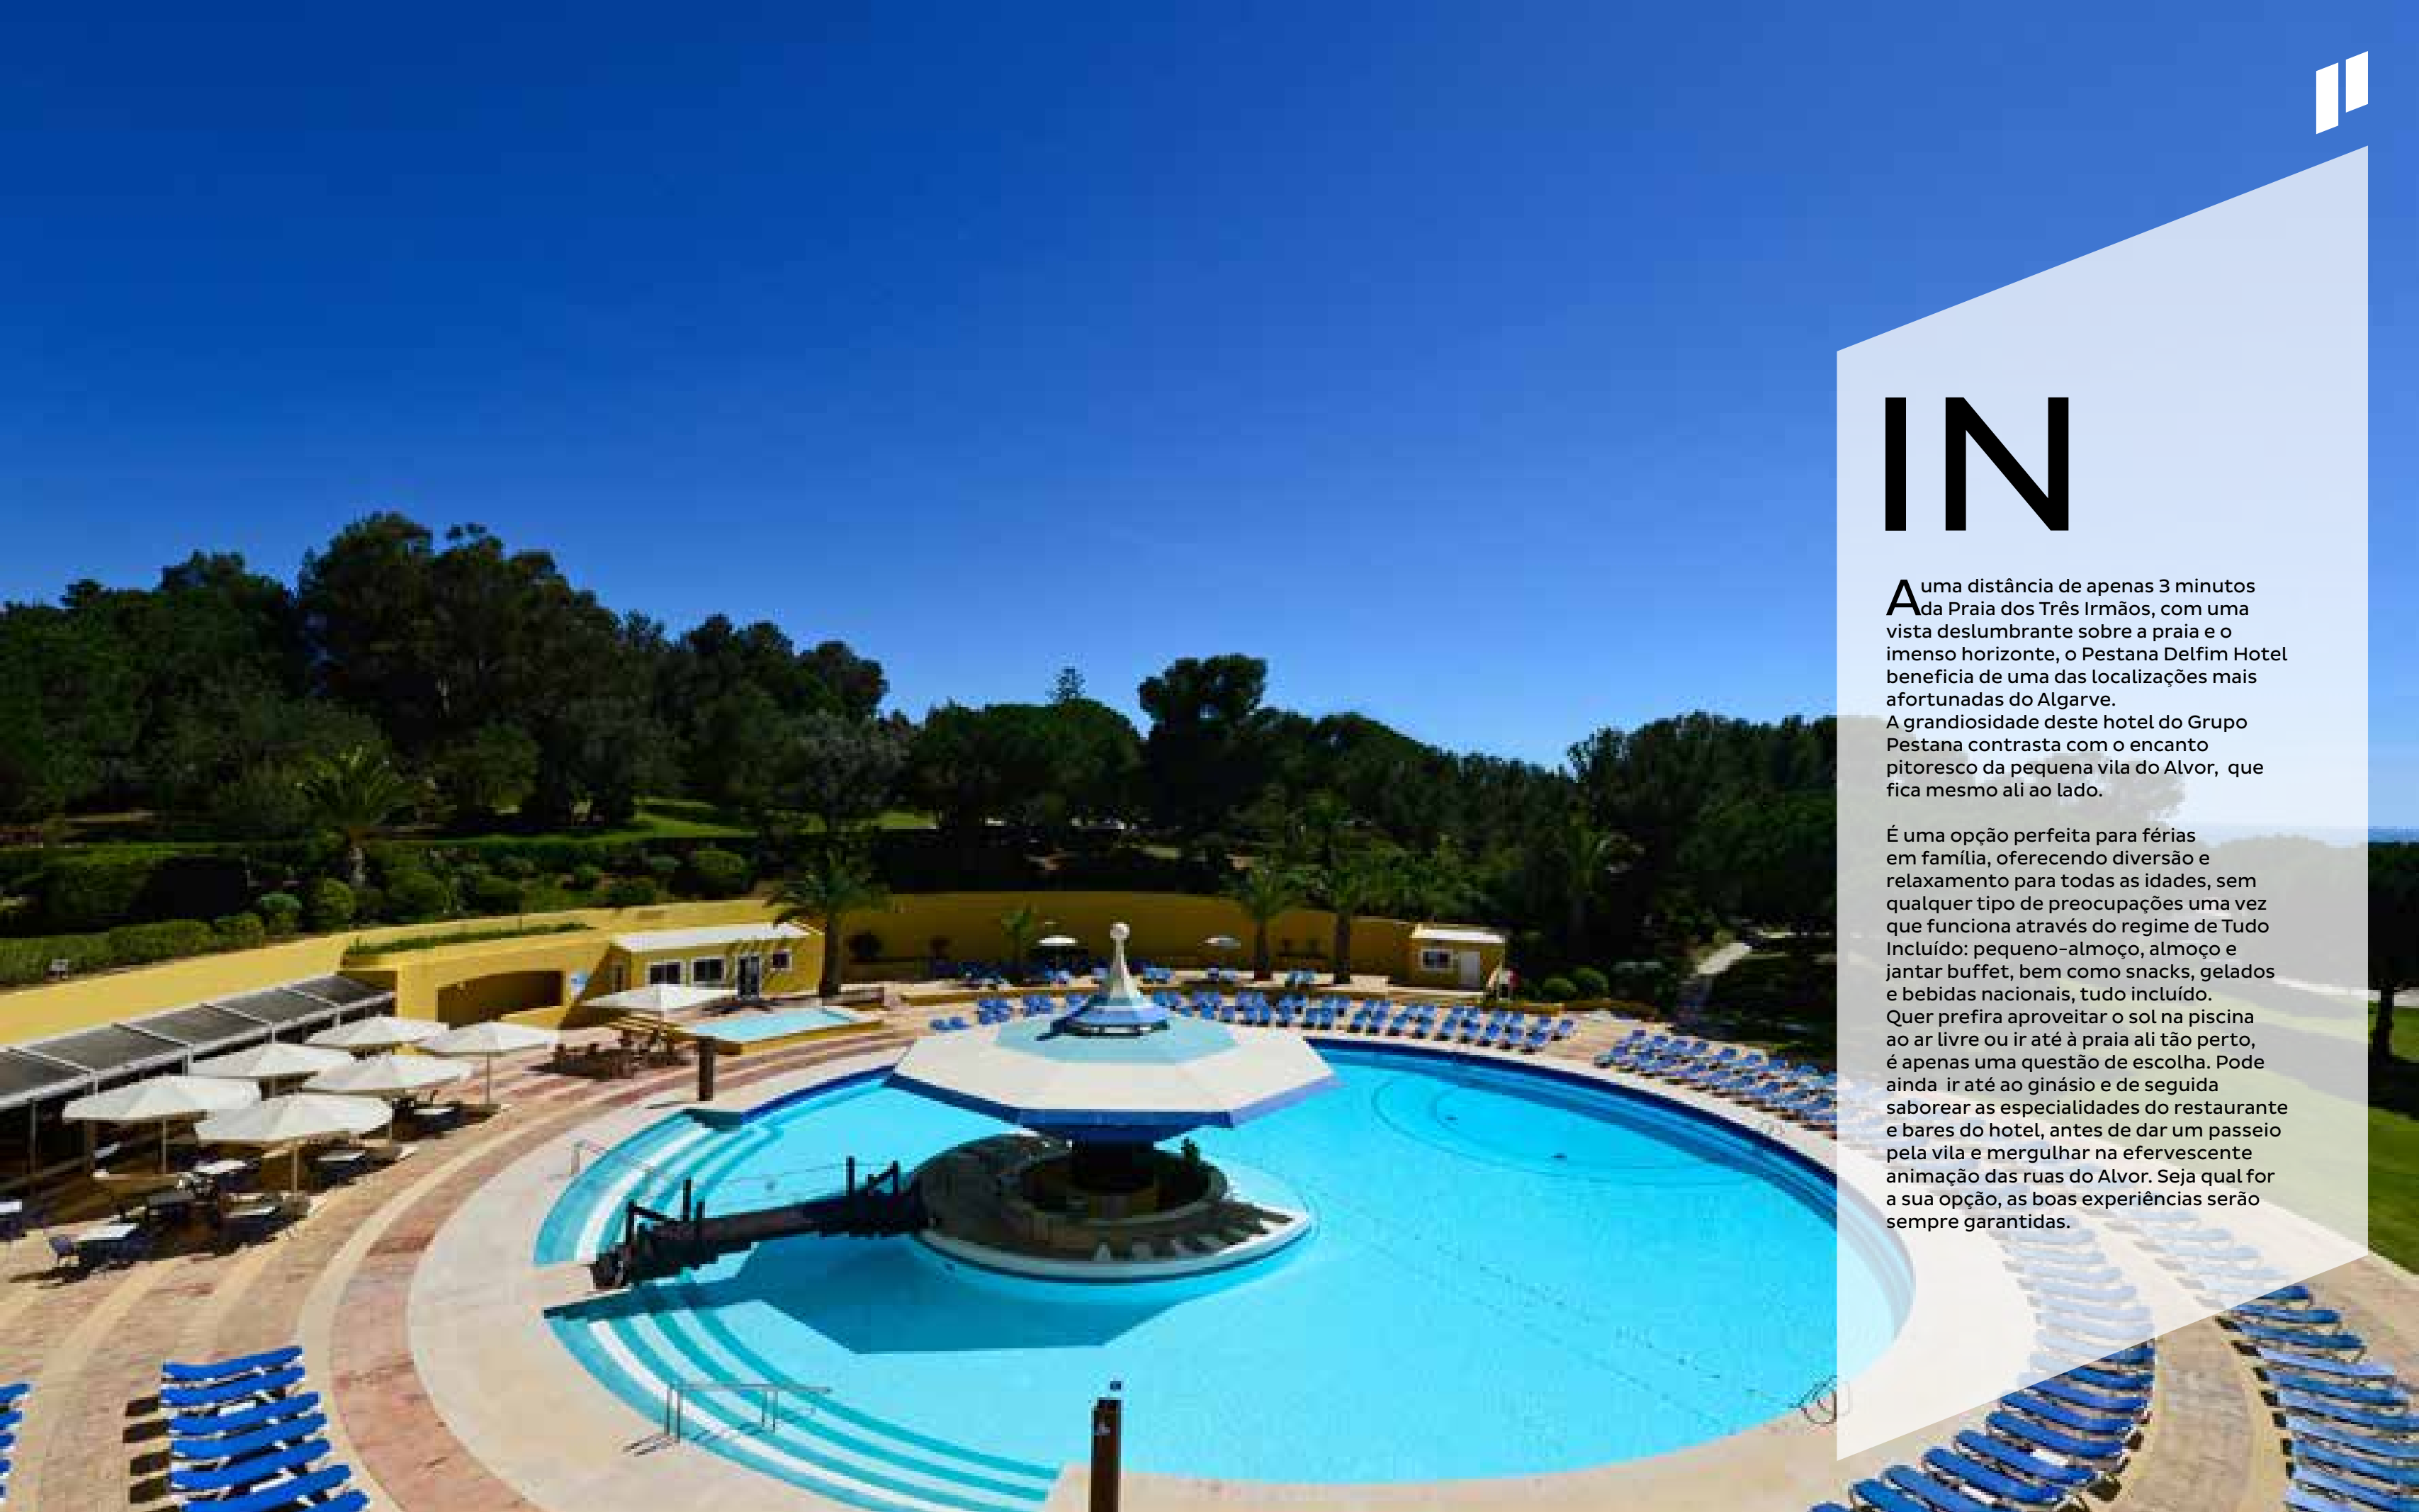 IN
A uma distância de apenas 3 minutos
da Praia dos Três Irmãos, com uma
vista deslumbrante sobre a praia e o
imenso horizonte, o Pestana Delfim Hotel
beneficia de uma das localizações mais
afortunadas do Algarve.
A grandiosidade deste hotel do Grupo
Pestana contrasta com o encanto
pitoresco da pequena vila do Alvor,  que
fica mesmo ali ao lado.
É uma opção perfeita para férias
em família, oferecendo diversão e
relaxamento para todas as idades, sem
qualquer tipo de preocupações uma vez
que funciona através do regime de Tudo
Incluído: pequeno-almoço, almoço e
jantar buffet, bem como snacks, gelados
e bebidas nacionais, tudo incluído.
Quer prefira aproveitar o sol na piscina
ao ar livre ou ir até à praia ali tão perto,
é apenas uma questão de escolha. Pode
ainda  ir até ao ginásio e de seguida
saborear as especialidades do restaurante
e bares do hotel, antes de dar um passeio
pela vila e mergulhar na efervescente
animação das ruas do Alvor. Seja qual for
a sua opção, as boas experiências serão
sempre garantidas.